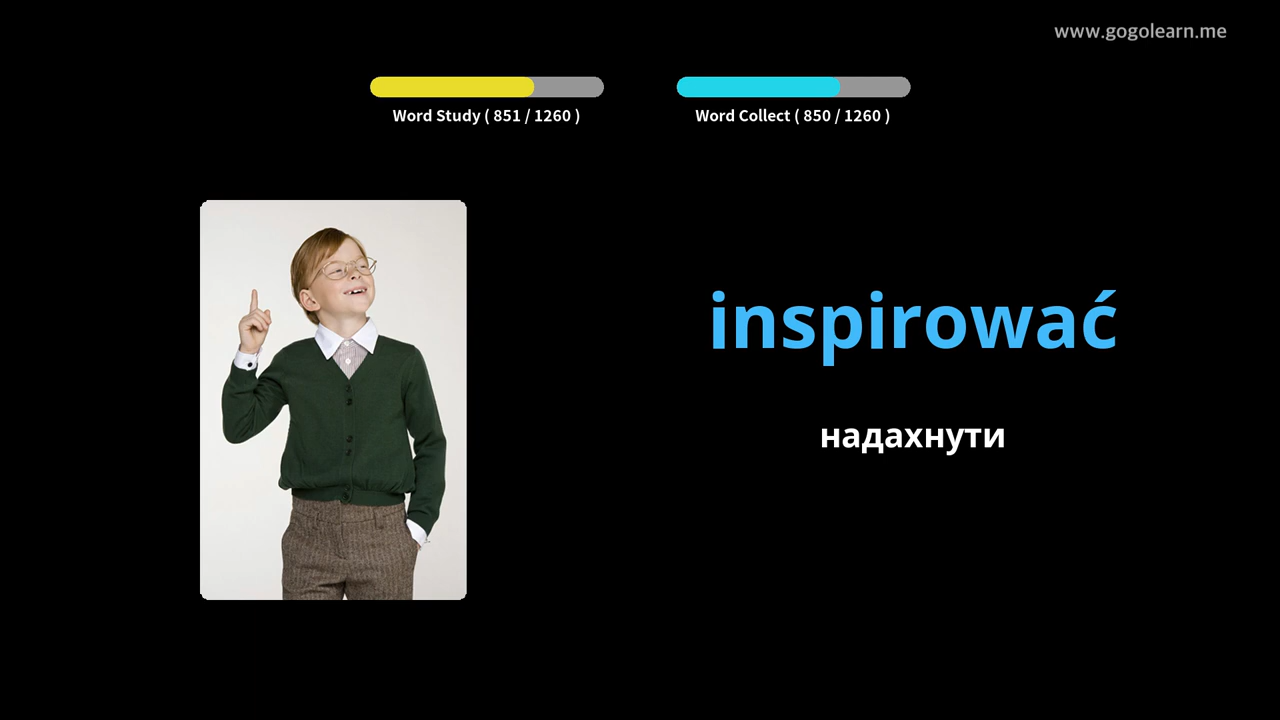 www.gogolearn.me
Word Study ( 851 / 1260 )
Word Collect ( 850 / 1260 )
inspirować
надахнути